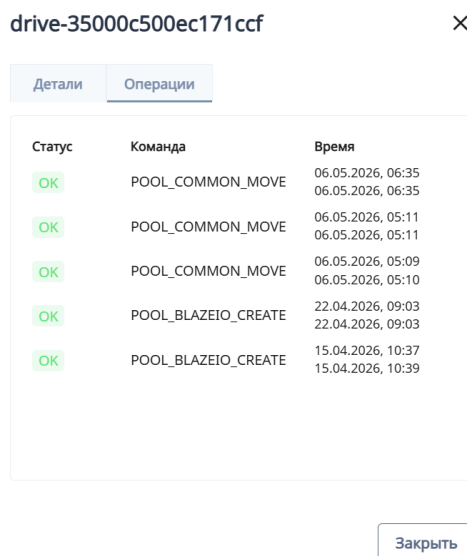 drive-35000c500ec171ccf
Детали Операции
Статус Команда Время
OK POOL_COMMON_MOVE 06.05.2026, 06:35
06.05.2026, 06:35
OK POOL_COMMON_MOVE 06.05.2026, 05:11
06.05.2026, 05:11
OK POOL_COMMON_MOVE 06.05.2026, 05:09
06.05.2026, 05:10
OK POOL_BLAZEIO_CREATE 22.04.2026, 09:03
22.04.2026, 09:03
OK POOL_BLAZEIO_CREATE 15.04.2026, 10:37
15.04.2026, 10:39
Закрыть